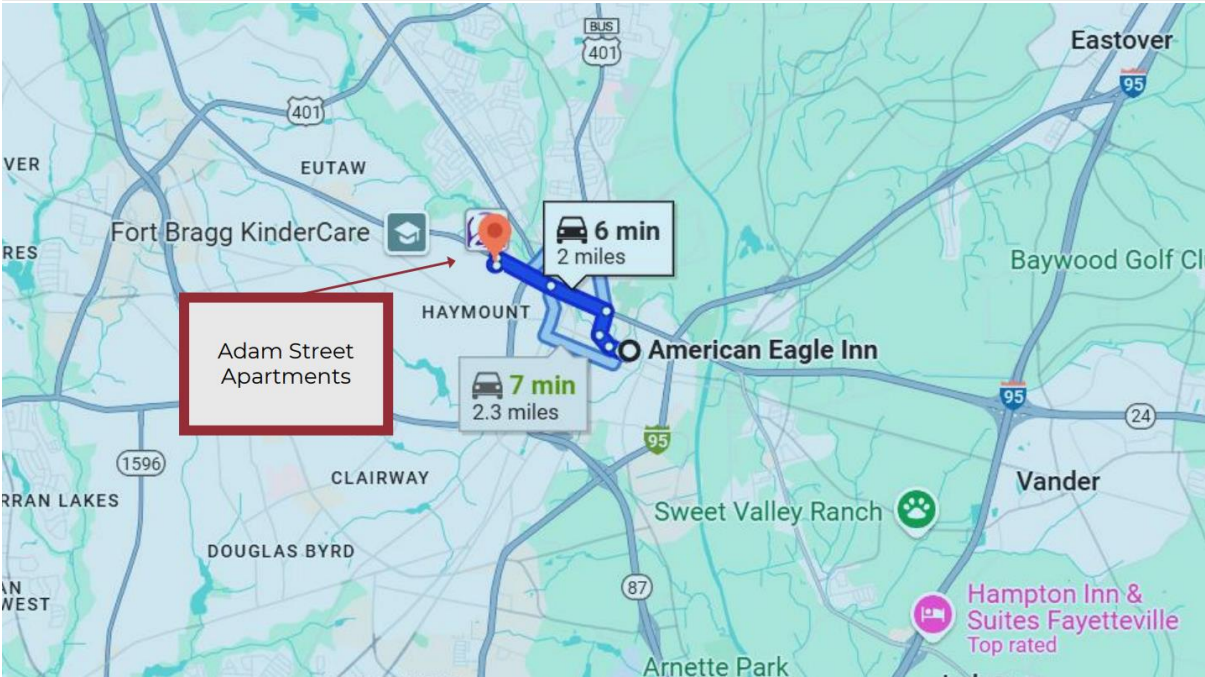 BUS
401
Eastover
95
401
VER
EUTAW
Fort Bragg KinderCare
6 min
2 miles
RES
Baywood Golf Cl
HAYMOUNT
Adam Street
Apartments
American Eagle Inn
7 min
2.3 miles
95
24
95
1596
CLAIRWAY
Vander
RRAN LAKES
Sweet Valley Ranch
DOUGLAS BYRD
AN
WEST
87
Hampton Inn &
Suites Fayetteville
Top rated
Arnette Park